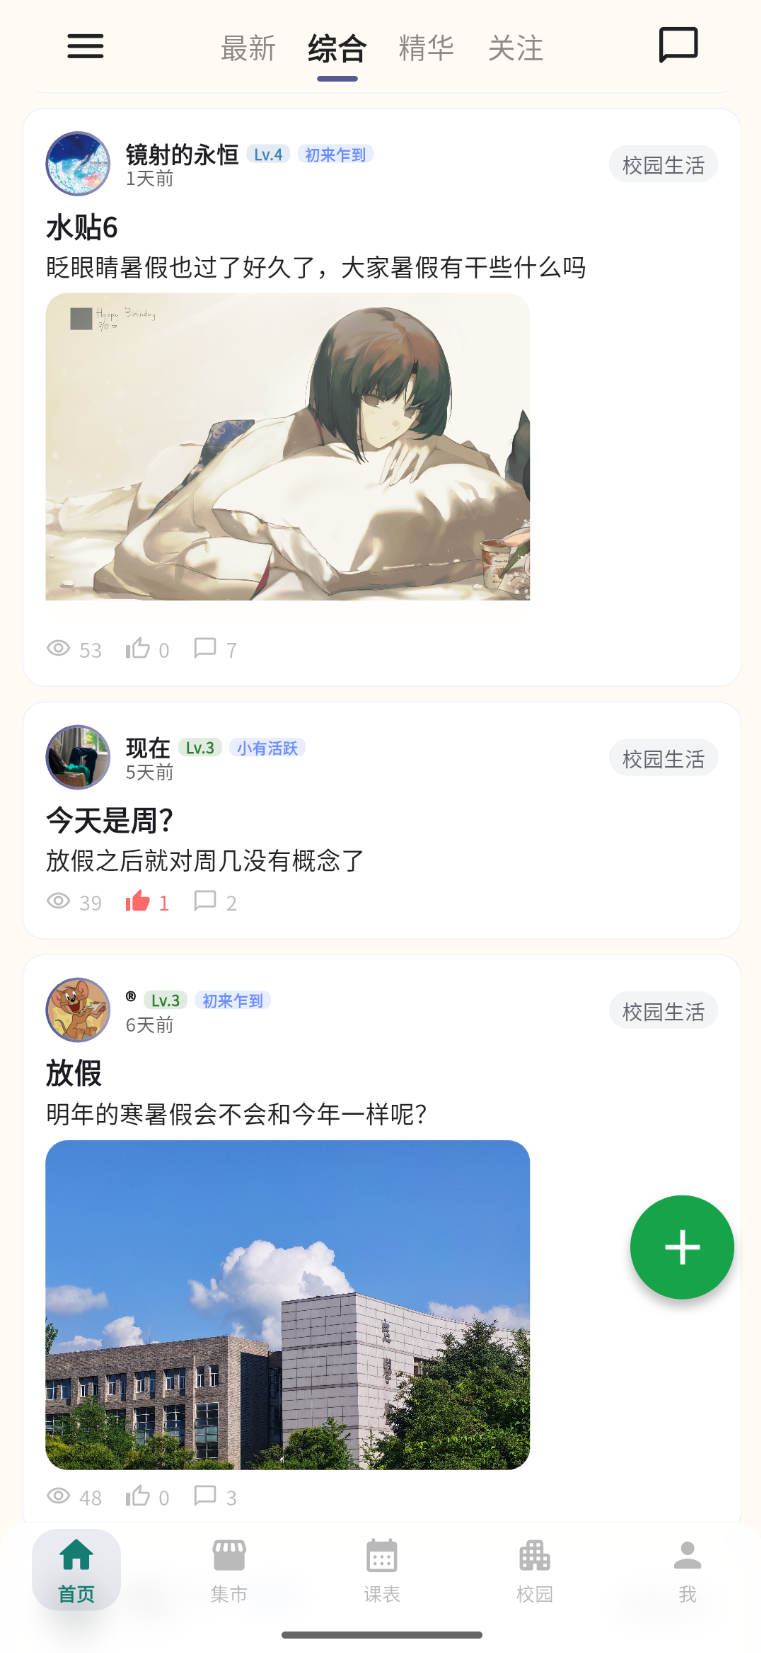 最新 综合 精华 关注
镜射的永恒 Lv.4 初来乍到
1天前
校园生活
水贴6
眨眼睛暑假也过了好久了，大家暑假有干些什么吗
Happy Birthday
53 0 7
现在 Lv.3 小有活跃
5天前
校园生活
今天是周？
放假之后就对周几没有概念了
39 1 2
® Lv.3 初来乍到
6天前
校园生活
放假
明年的寒暑假会不会和今年一样呢？
48 0 3
首页 集市 课表 校园 我